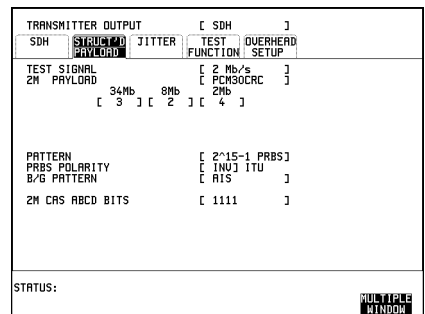 TRANSMITTER OUTPUT [ SDH ]
SDH STRUCT'D PAYLOAD JITTER TEST FUNCTION OVERHEAD SETUP
TEST SIGNAL [ 2 Mb/s ]
2M PAYLOAD [ PCM30CRC ]
34Mb 8Mb 2Mb
[ 3 ] [ 2 ] [ 4 ]
PATTERN [ 2^15-1 PRBS]
PRBS POLARITY [ INV] ITU
B/G PATTERN [ AIS ]
2M CAS ABCD BITS [ 1111 ]
STATUS:
MULTIPLE
WINDOW